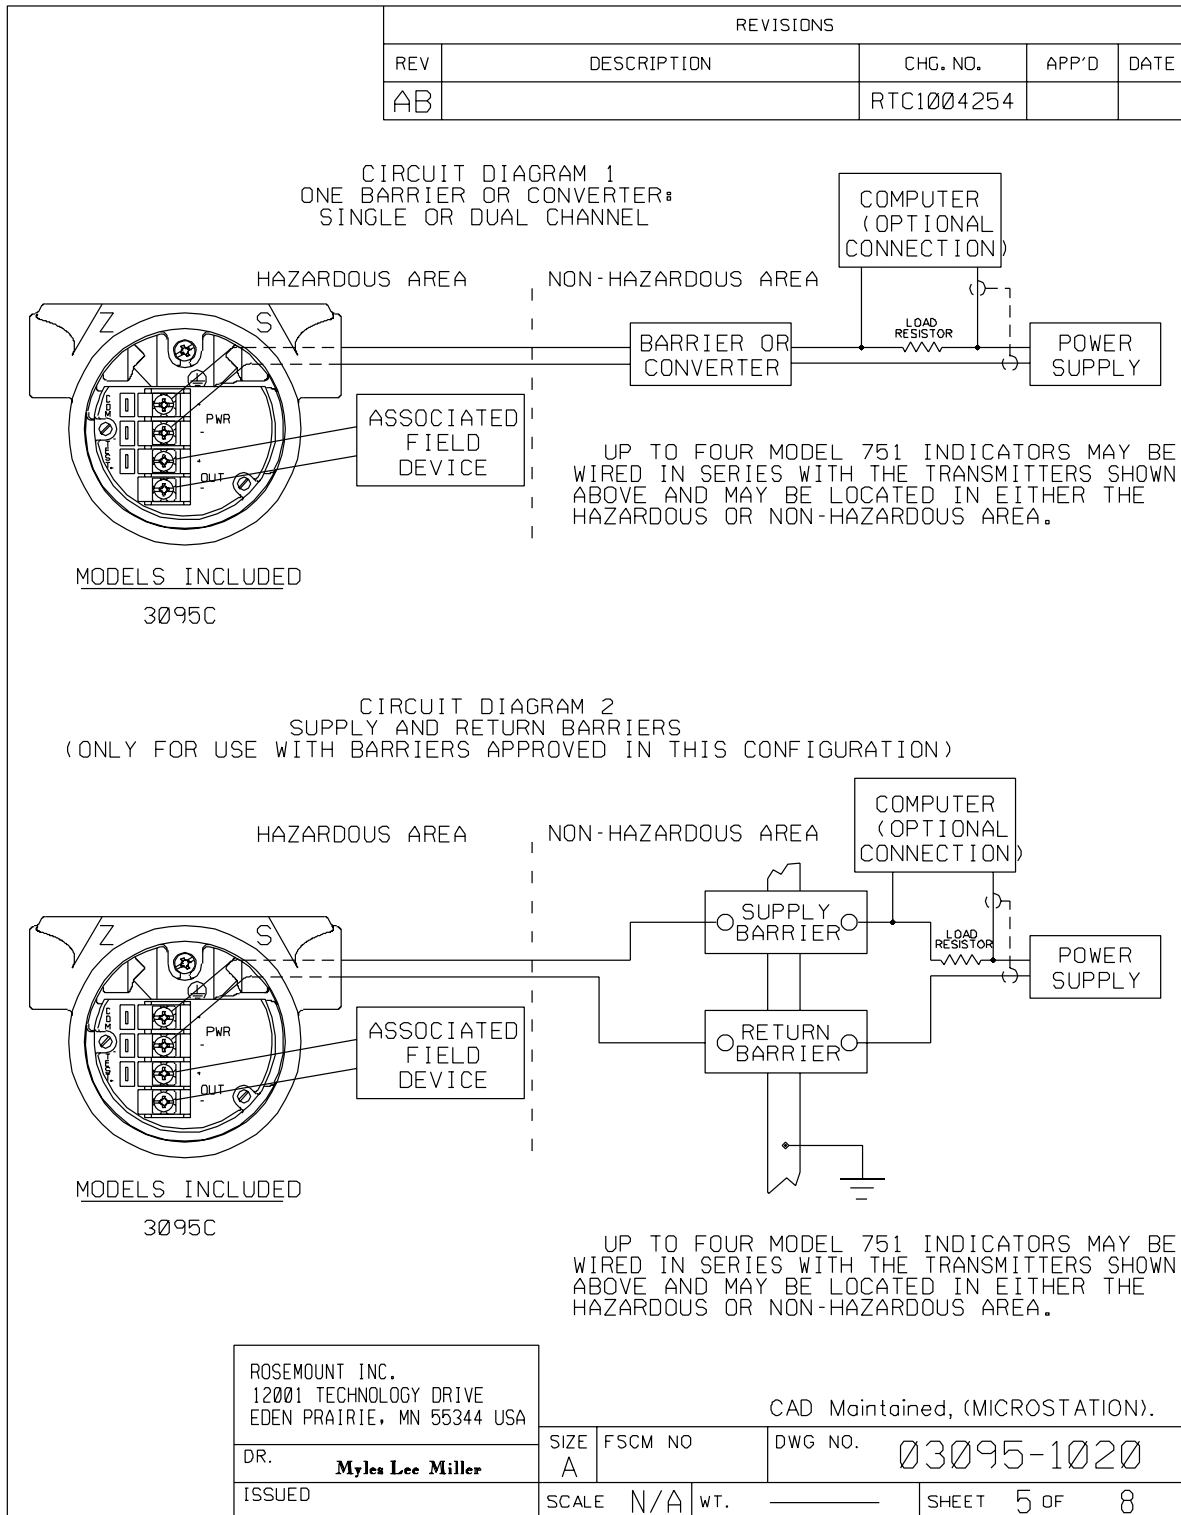 REVISIONS
REV DESCRIPTION CHG. NO. APP'D DATE
AB RTC1004254
CIRCUIT DIAGRAM 1
ONE BARRIER OR CONVERTER:
SINGLE OR DUAL CHANNEL
COMPUTER
(OPTIONAL
CONNECTION)
HAZARDOUS AREA NON-HAZARDOUS AREA
Z S
LOAD
RESISTOR
BARRIER OR
CONVERTER
POWER
SUPPLY
COM
TEST
PWR
OUT
ASSOCIATED
FIELD
DEVICE
UP TO FOUR MODEL 751 INDICATORS MAY BE
WIRED IN SERIES WITH THE TRANSMITTERS SHOWN
ABOVE AND MAY BE LOCATED IN EITHER THE
HAZARDOUS OR NON-HAZARDOUS AREA.
MODELS INCLUDED
3095C
CIRCUIT DIAGRAM 2
SUPPLY AND RETURN BARRIERS
(ONLY FOR USE WITH BARRIERS APPROVED IN THIS CONFIGURATION)
COMPUTER
(OPTIONAL
CONNECTION)
HAZARDOUS AREA NON-HAZARDOUS AREA
Z S
SUPPLY
BARRIER
LOAD
RESISTOR
POWER
SUPPLY
COM
TEST
PWR
OUT
ASSOCIATED
FIELD
DEVICE
RETURN
BARRIER
MODELS INCLUDED
3095C
UP TO FOUR MODEL 751 INDICATORS MAY BE
WIRED IN SERIES WITH THE TRANSMITTERS SHOWN
ABOVE AND MAY BE LOCATED IN EITHER THE
HAZARDOUS OR NON-HAZARDOUS AREA.
ROSEMOUNT INC.
12001 TECHNOLOGY DRIVE
EDEN PRAIRIE, MN 55344 USA
CAD Maintained, (MICROSTATION).
DR. Myles Lee Miller
SIZE A FSCM NO DWG NO. 03095-1020
ISSUED
SCALE N/A WT. SHEET 5 OF 8